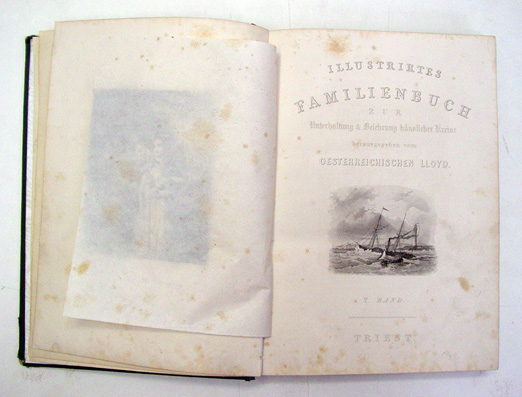 ILLUSTRIRTES
FAMILIENBUCH
ZUR
Unterhaltung & Belehrung häuslicher Kreise
herausgegeben vom
OESTERREICHISCHEN LLOYD.
BAND
TRIEST